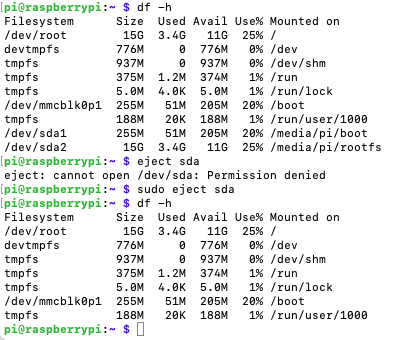 [pi@raspberrypi:~ $ df -h
Filesystem      Size  Used Avail Use% Mounted on
/dev/root        15G  3.4G   11G  25% /
devtmpfs        776M     0  776M   0% /dev
tmpfs           937M     0  937M   0% /dev/shm
tmpfs           375M  1.2M  374M   1% /run
tmpfs           5.0M  4.0K  5.0M   1% /run/lock
/dev/mmcblk0p1  255M   51M  205M  20% /boot
tmpfs           188M   20K  188M   1% /run/user/1000
/dev/sda1       255M   51M  205M  20% /media/pi/boot
/dev/sda2        15G  3.4G   11G  25% /media/pi/rootfs
[pi@raspberrypi:~ $ eject sda
eject: cannot open /dev/sda: Permission denied
[pi@raspberrypi:~ $ sudo eject sda
[pi@raspberrypi:~ $ df -h
Filesystem      Size  Used Avail Use% Mounted on
/dev/root        15G  3.4G   11G  25% /
devtmpfs        776M     0  776M   0% /dev
tmpfs           937M     0  937M   0% /dev/shm
tmpfs           375M  1.2M  374M   1% /run
tmpfs           5.0M  4.0K  5.0M   1% /run/lock
/dev/mmcblk0p1  255M   51M  205M  20% /boot
tmpfs           188M   20K  188M   1% /run/user/1000
pi@raspberrypi:~ $